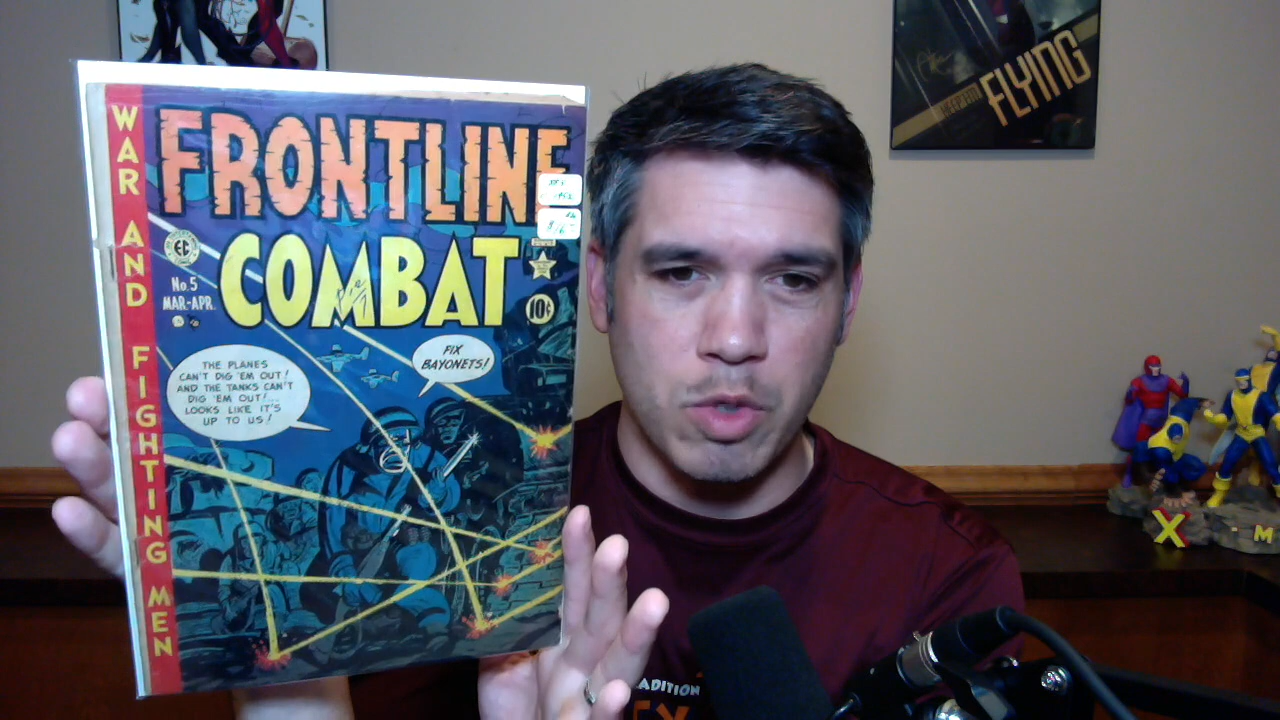 WAR AND FIGHTING MEN
FRONTLINE
COMBAT
EC
No.5
MAR-APR.
10¢
THE PLANES
CAN'T DIG 'EM OUT!
AND THE TANKS CAN'T
DIG 'EM OUT!...
LOOKS LIKE IT'S
UP TO US!
FIX
BAYONETS!
FLYING
ADITION
X
M